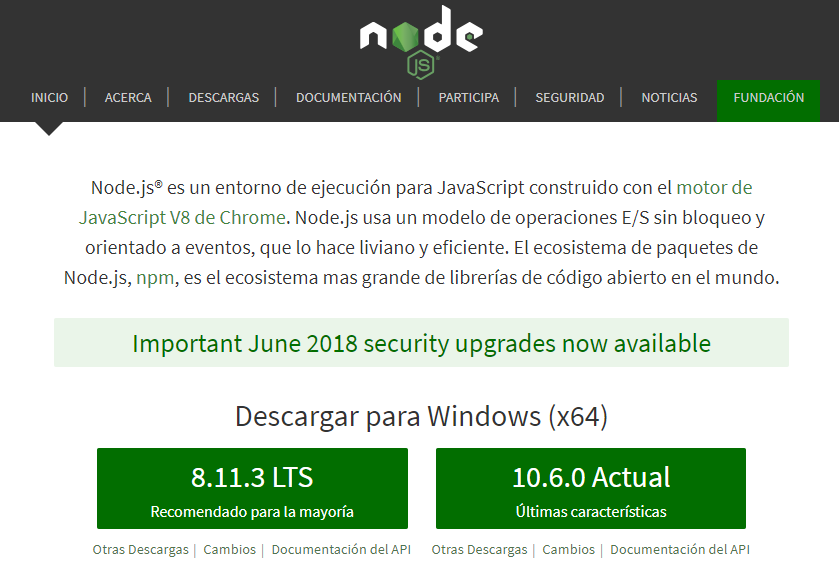 node
JS
INICIO | ACERCA | DESCARGAS | DOCUMENTACIÓN | PARTICIPA | SEGURIDAD | NOTICIAS FUNDACIÓN
Node.js® es un entorno de ejecución para JavaScript construido con el motor de
JavaScript V8 de Chrome. Node.js usa un modelo de operaciones E/S sin bloqueo y
orientado a eventos, que lo hace liviano y eficiente. El ecosistema de paquetes de
Node.js, npm, es el ecosistema mas grande de librerías de código abierto en el mundo.
Important June 2018 security upgrades now available
Descargar para Windows (x64)
8.11.3 LTS
Recomendado para la mayoría
10.6.0 Actual
Últimas características
Otras Descargas | Cambios | Documentación del API
Otras Descargas | Cambios | Documentación del API